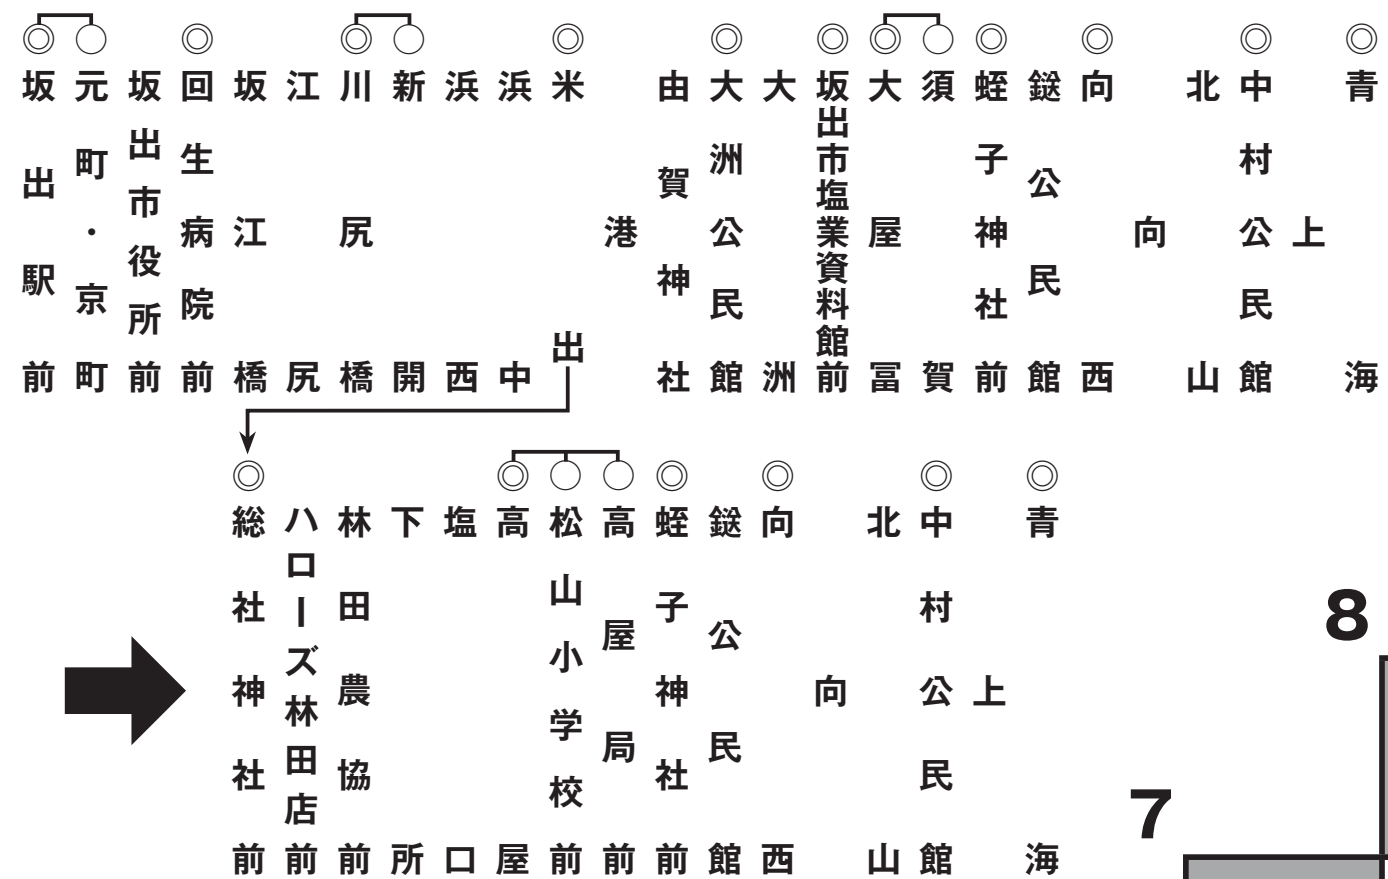 坂出駅前
元町・京町
坂出市役所前
回生病院前
坂江橋
江尻
川尻橋
新開
浜西
浜中
米出
港
由賀神社
大洲公民館
大洲
坂出市塩業資料館前
大屋冨
須賀
蛭子神社前
鎹公民館
向西
向
北山
中村公民館
上
青海
総社神社前
ハローズ林田店前
林田農協前
下所
塩口
高屋
松山小学校前
高屋局前
蛭子神社前
鎹公民館
向西
向
北山
中村公民館
上
青海
8
7